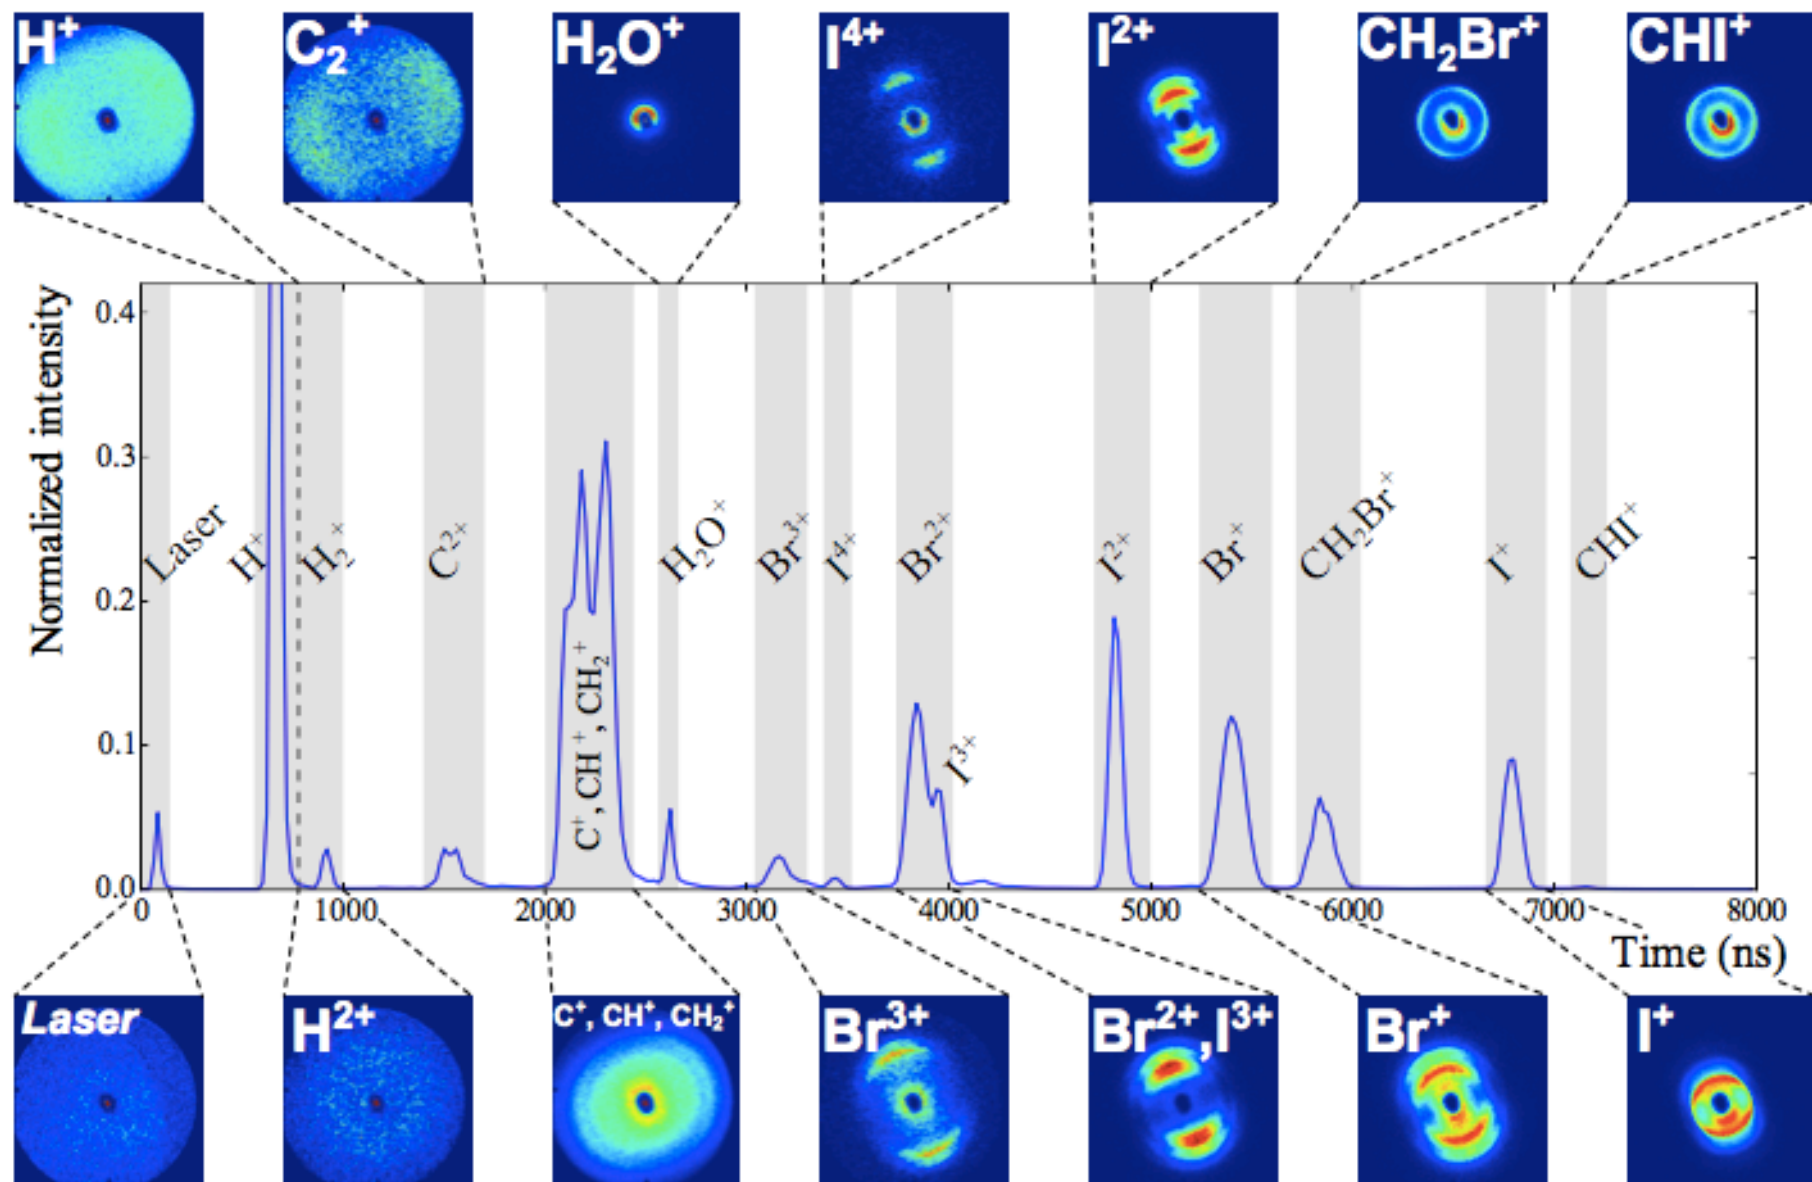 H⁺ C₂⁺ H₂O⁺ I⁴⁺ I²⁺ CH₂Br⁺ CHI⁺
Normalized intensity
0.4
0.3
0.2
0.1
0.0
Laser H˟ H₂˟ C²˟ H₂O˟ Br³˟ I⁴˟ Br²˟ I²˟ Br˟ CH₂Br˟ I˟ CHI˟
C⁺, CH⁺, CH₂⁺
I³˟
0 1000 2000 3000 4000 5000 6000 7000 8000
Time (ns)
Laser H²⁺ C⁺, CH⁺, CH₂⁺ Br³⁺ Br²⁺,I³⁺ Br⁺ I⁺